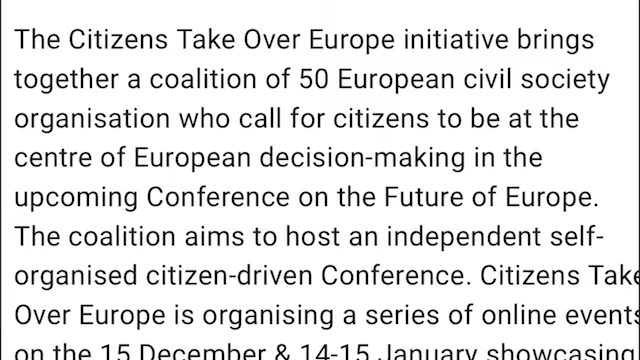 The Citizens Take Over Europe initiative brings
together a coalition of 50 European civil society
organisation who call for citizens to be at the
centre of European decision-making in the
upcoming Conference on the Future of Europe.
The coalition aims to host an independent self-
organised citizen-driven Conference. Citizens Take
Over Europe is organising a series of online events
on the 15 December & 14-15 January showcasing